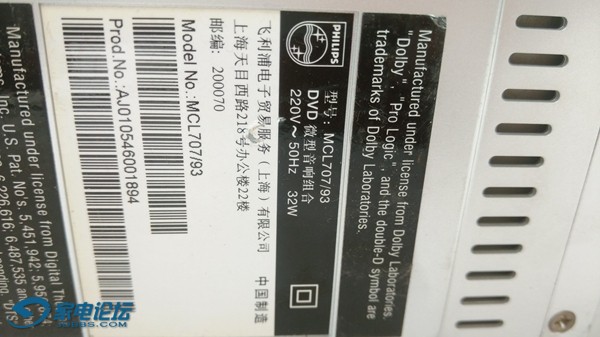 Manufactured under license from Dolby Laboratories.
"Dolby", "Pro Logic", and the double-D symbol are
trademarks of Dolby Laboratories.
PHILIPS
型号: MCL707/93
DVD 微型音响组合
220V～50Hz 32W
飞利浦电子贸易服务（上海）有限公司 中国制造
上海天目西路218号办公楼22楼
邮编: 200070
Model No.:MCL707/93
Prod.No.:AJ010546001894
Manufactured under license from Digital Th
Inc. U.S. Pat. No's. 5,451,942; 5,95
6,226,616; 6,487,535 an
家电论坛